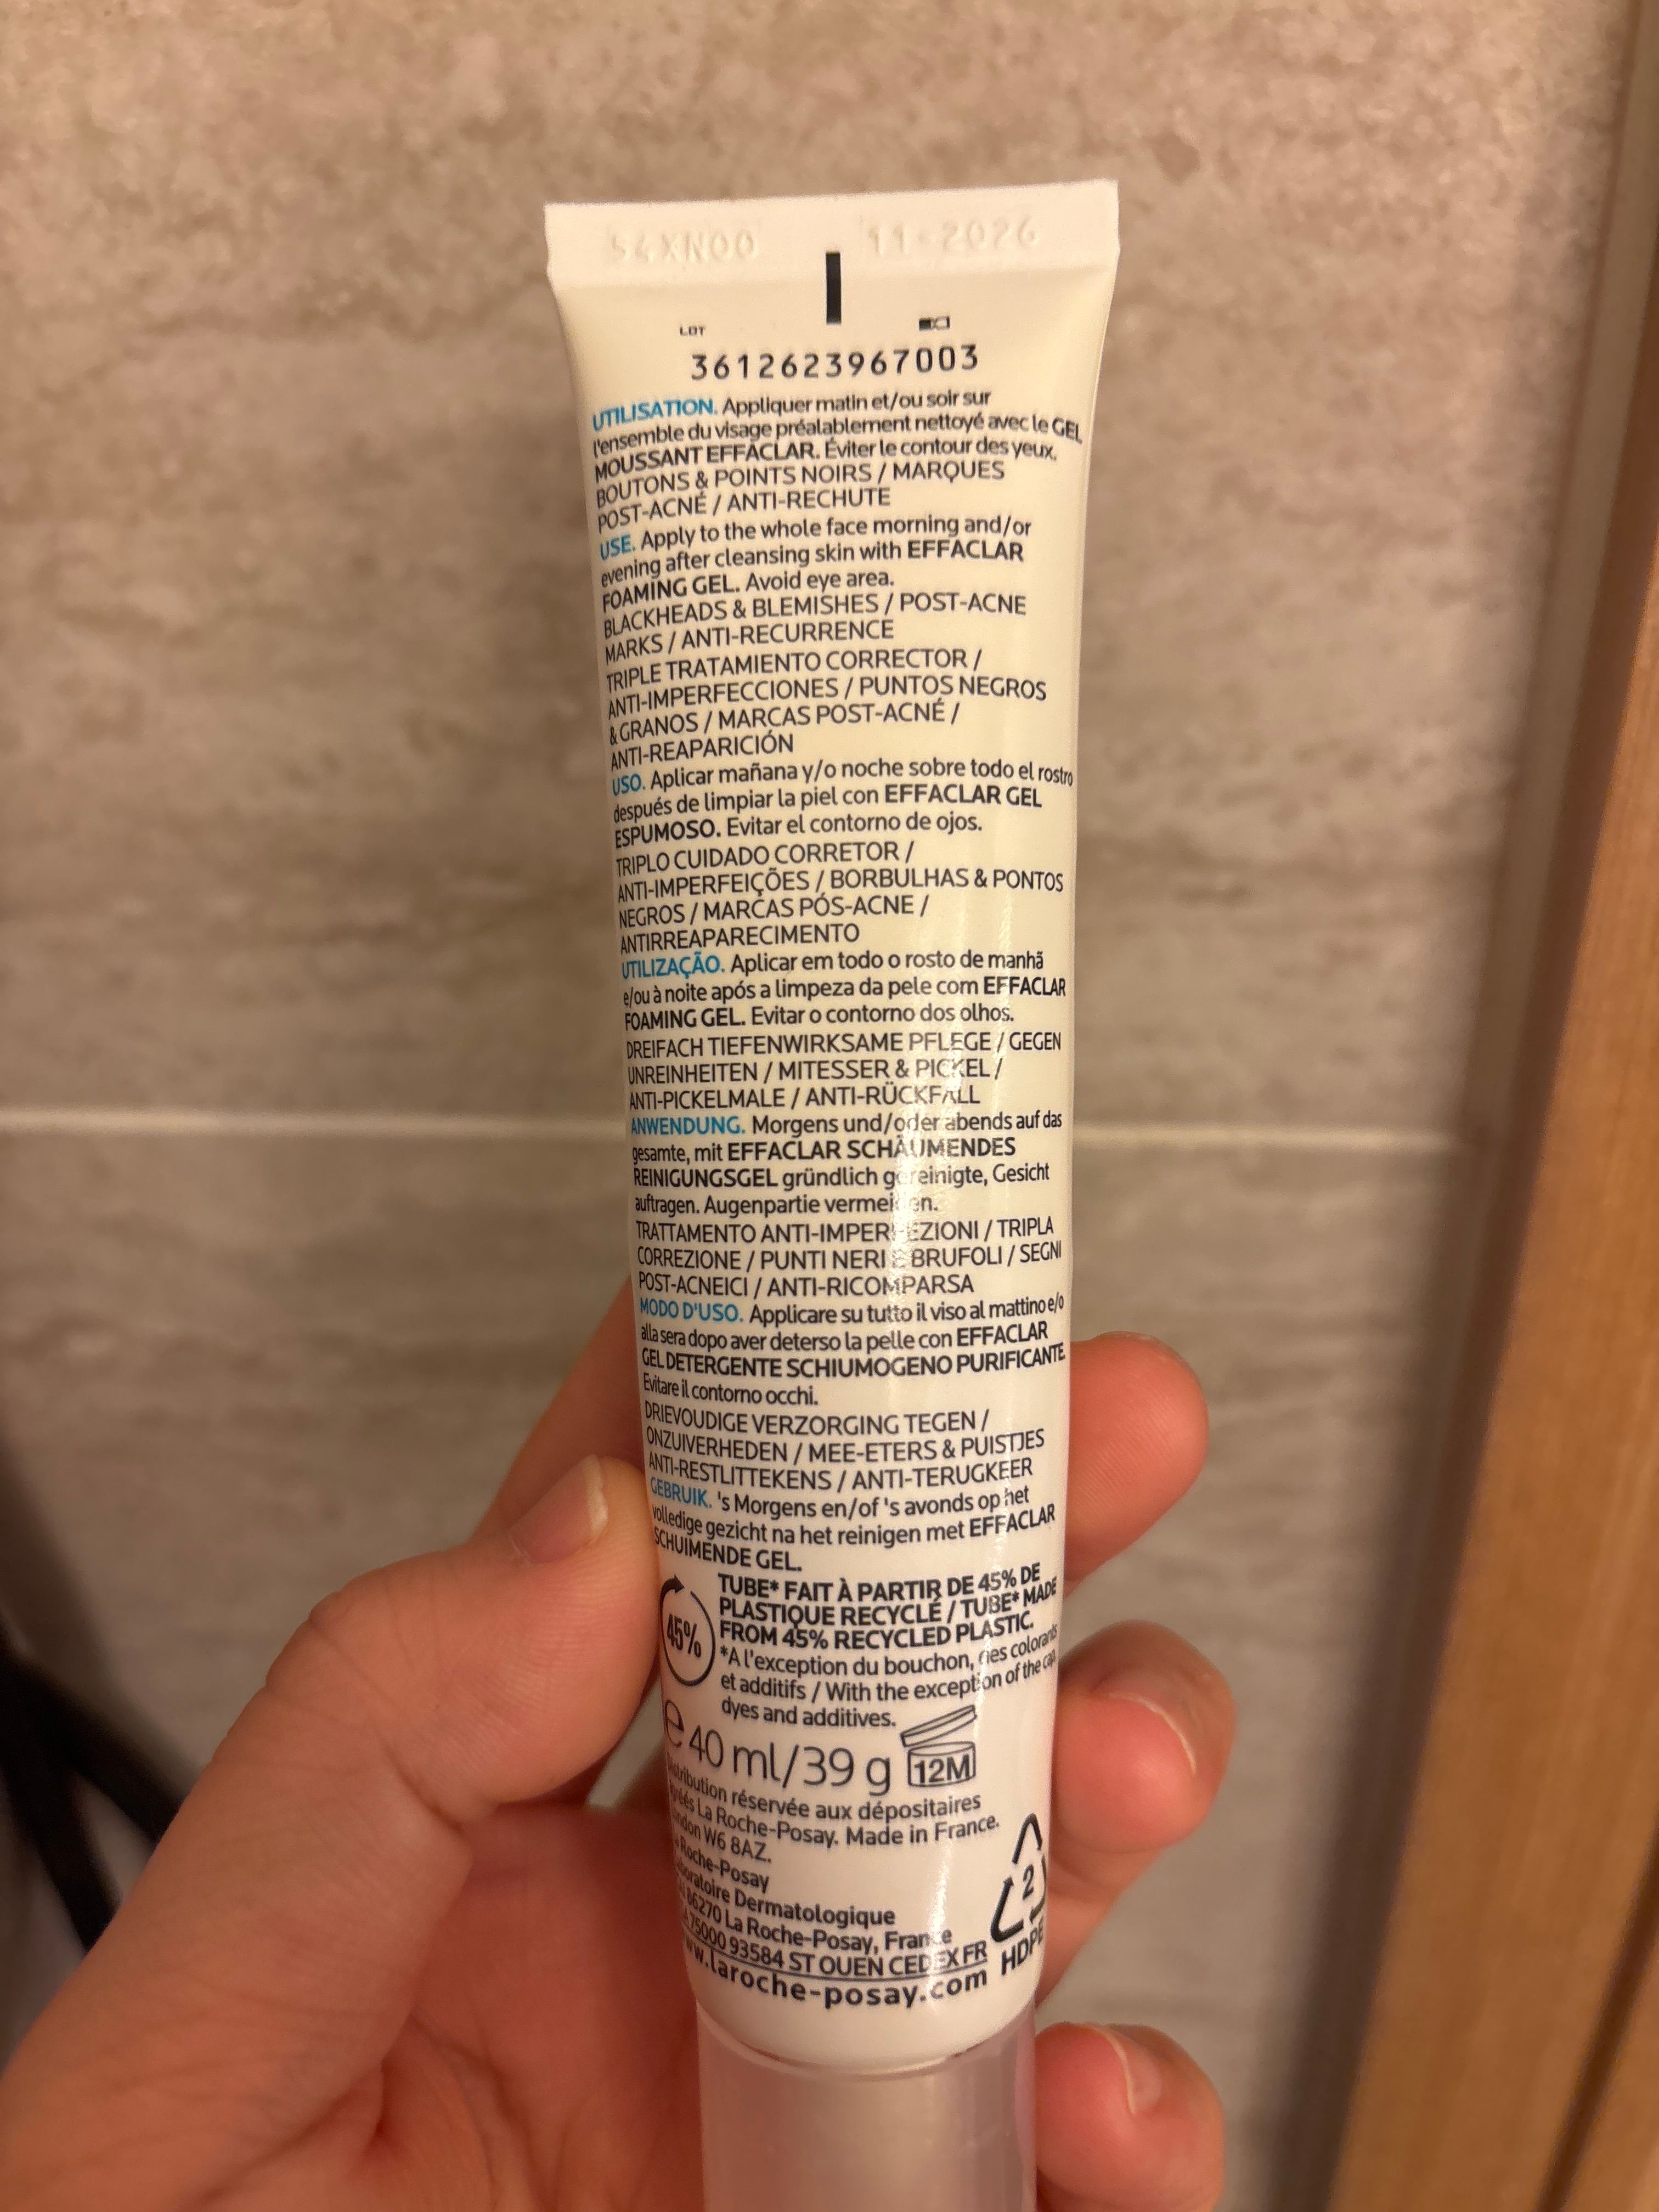 54XN00 11-2026
LOT
3612623967003
UTILISATION. Appliquer matin et/ou soir sur
l'ensemble du visage préalablement nettoyé avec le GEL
MOUSSANT EFFACLAR. Éviter le contour des yeux.
BOUTONS & POINTS NOIRS / MARQUES
POST-ACNÉ / ANTI-RECHUTE
USE. Apply to the whole face morning and/or
evening after cleansing skin with EFFACLAR
FOAMING GEL. Avoid eye area.
BLACKHEADS & BLEMISHES / POST-ACNE
MARKS / ANTI-RECURRENCE
TRIPLE TRATAMIENTO CORRECTOR /
ANTI-IMPERFECCIONES / PUNTOS NEGROS
& GRANOS / MARCAS POST-ACNÉ /
ANTI-REAPARICIÓN
USO. Aplicar mañana y/o noche sobre todo el rostro
después de limpiar la piel con EFFACLAR GEL
ESPUMOSO. Evitar el contorno de ojos.
TRIPLO CUIDADO CORRETOR /
ANTI-IMPERFEIÇÕES / BORBULHAS & PONTOS
NEGROS / MARCAS PÓS-ACNE /
ANTIRREAPARECIMENTO
UTILIZAÇÃO. Aplicar em todo o rosto de manhã
e/ou à noite após a limpeza da pele com EFFACLAR
FOAMING GEL. Evitar o contorno dos olhos.
DREIFACH TIEFENWIRKSAME PFLEGE / GEGEN
UNREINHEITEN / MITESSER & PICKEL /
ANTI-PICKELMALE / ANTI-RÜCKFALL
ANWENDUNG. Morgens und/oder abends auf das
gesamte, mit EFFACLAR SCHÄUMENDES
REINIGUNGSGEL gründlich gereinigte, Gesicht
auftragen. Augenpartie vermeiden.
TRATTAMENTO ANTI-IMPERFEZIONI / TRIPLA
CORREZIONE / PUNTI NERI E BRUFOLI / SEGNI
POST-ACNEICI / ANTI-RICOMPARSA
MODO D'USO. Applicare su tutto il viso al mattino e/o
alla sera dopo aver deterso la pelle con EFFACLAR
GEL DETERGENTE SCHIUMOGENO PURIFICANTE.
Evitare il contorno occhi.
DRIEVOUDIGE VERZORGING TEGEN /
ONZUIVERHEDEN / MEE-ETERS & PUISTJES
ANTI-RESTLITTEKENS / ANTI-TERUGKEER
GEBRUIK. 's Morgens en/of 's avonds op het
volledige gezicht na het reinigen met EFFACLAR
SCHUIMENDE GEL.
45%
TUBE* FAIT À PARTIR DE 45% DE
PLASTIQUE RECYCLÉ / TUBE* MADE
FROM 45% RECYCLED PLASTIC.
*A l'exception du bouchon, des colorants
et additifs / With the exception of the cap,
dyes and additives.
e 40 ml/39 g 12M
réservée aux dépositaires
La Roche-Posay. Made in France.
W6 8AZ.
Roche-Posay
Dermatologique
86270 La Roche-Posay, France
75000 93584 ST OUEN CEDEX FR
.laroche-posay.com
2
HDPE